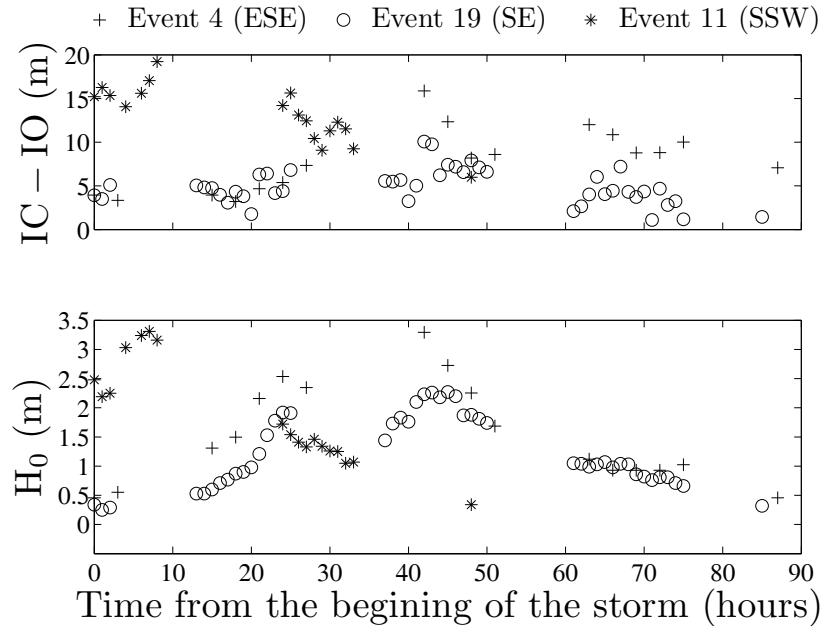 + Event 4 (ESE) ○ Event 19 (SE) ∗ Event 11 (SSW)
IC − IO (m)
20
15
10
5
0
H0 (m)
3.5
3
2.5
2
1.5
1
0.5
0
0 10 20 30 40 50 60 70 80 90
Time from the begining of the storm (hours)